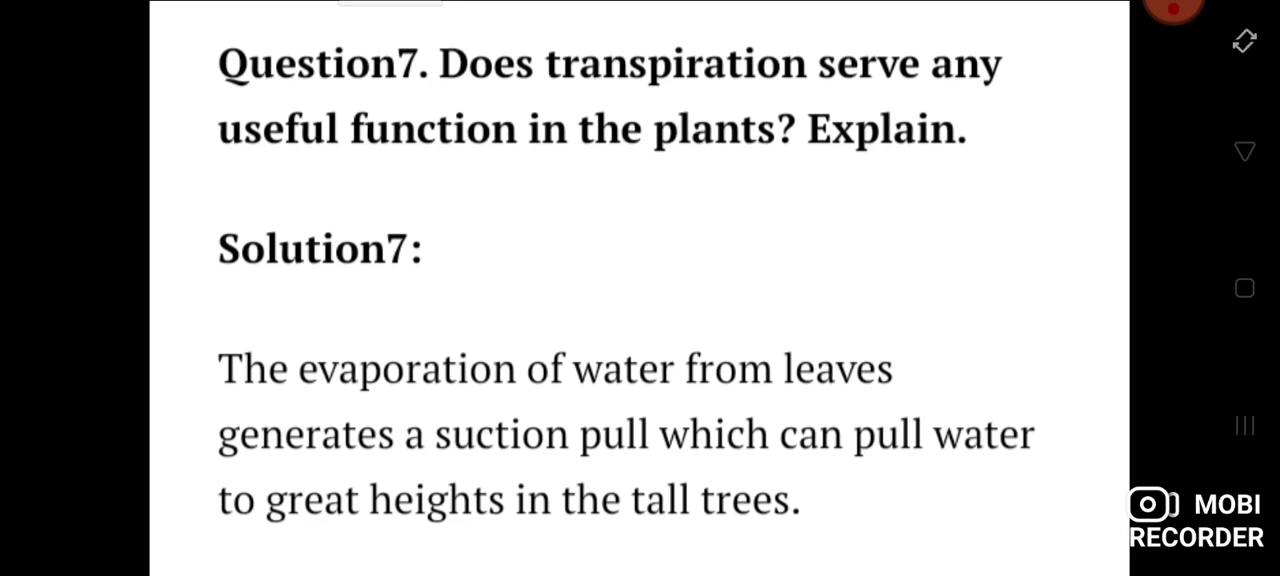 Question7. Does transpiration serve any
useful function in the plants? Explain.
Solution7:
The evaporation of water from leaves
generates a suction pull which can pull water
to great heights in the tall trees.
MOBI
RECORDER